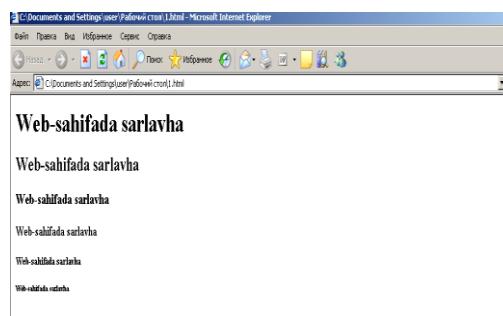 C:\Documents and Settings\user\Рабочий стол\1.html - Microsoft Internet Explorer
Файл Правка Вид Избранное Сервис Справка
Назад Поиск Избранное
Адрес: C:\Documents and Settings\user\Рабочий стол\1.html
Web-sahifada sarlavha
Web-sahifada sarlavha
Web-sahifada sarlavha
Web-sahifada sarlavha
Web-sahifada sarlavha
Web-sahifada sarlavha